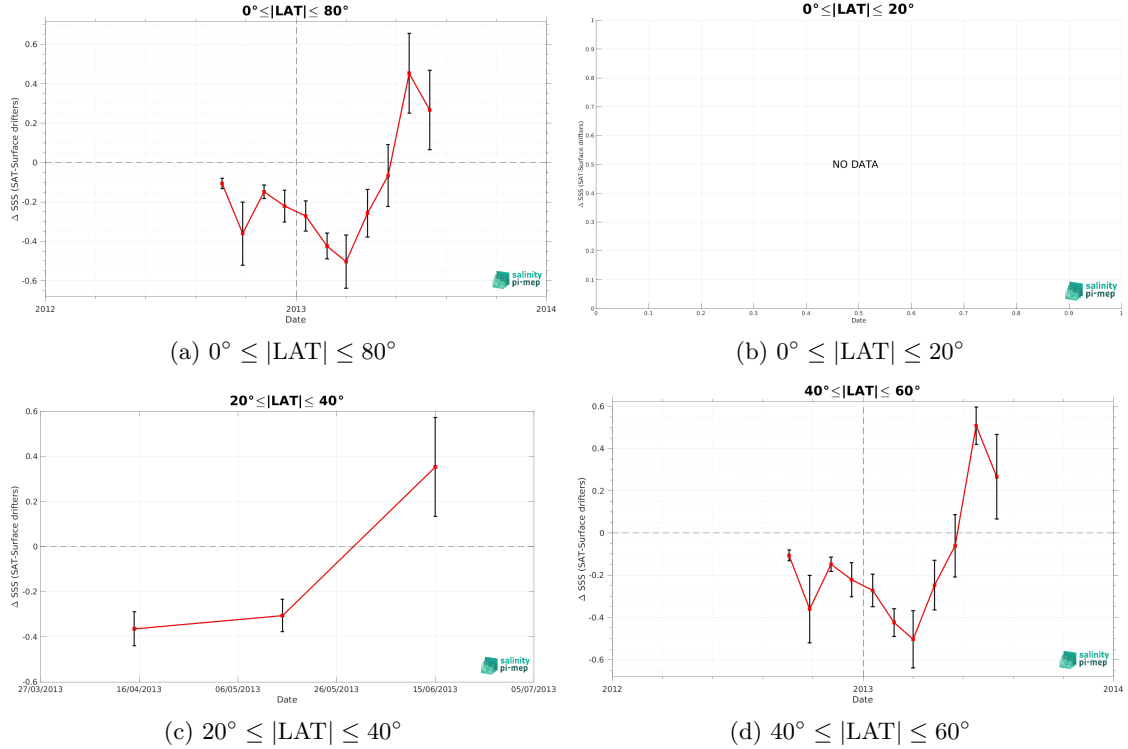 0°≤|LAT|≤ 80°
Δ SSS (SAT-Surface drifters)
0.6
0.4
0.2
0
-0.2
-0.4
-0.6
2012
2013
2014
Date
salinity
pi-mep
(a) 0° ≤ |LAT| ≤ 80°
0°≤|LAT|≤ 20°
Δ SSS (SAT-Surface drifters)
1
0.9
0.8
0.7
0.6
0.5
0.4
0.3
0.2
0.1
0
NO DATA
0 0.1 0.2 0.3 0.4 0.5 0.6 0.7 0.8 0.9 1
Date
salinity
pi-mep
(b) 0° ≤ |LAT| ≤ 20°
20°≤|LAT|≤ 40°
Δ SSS (SAT-Surface drifters)
0.6
0.4
0.2
0
-0.2
-0.4
-0.6
27/03/2013 16/04/2013 06/05/2013 26/05/2013 15/06/2013 05/07/2013
Date
salinity
pi-mep
(c) 20° ≤ |LAT| ≤ 40°
40°≤|LAT|≤ 60°
Δ SSS (SAT-Surface drifters)
0.6
0.4
0.2
0
-0.2
-0.4
-0.6
2012 2013 2014
Date
salinity
pi-mep
(d) 40° ≤ |LAT| ≤ 60°